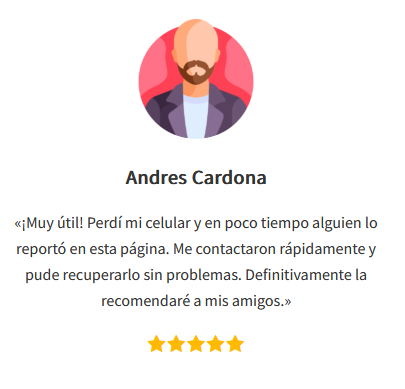 Andres Cardona
«¡Muy útil! Perdí mi celular y en poco tiempo alguien lo
reportó en esta página. Me contactaron rápidamente y
pude recuperarlo sin problemas. Definitivamente la
recomendaré a mis amigos.»